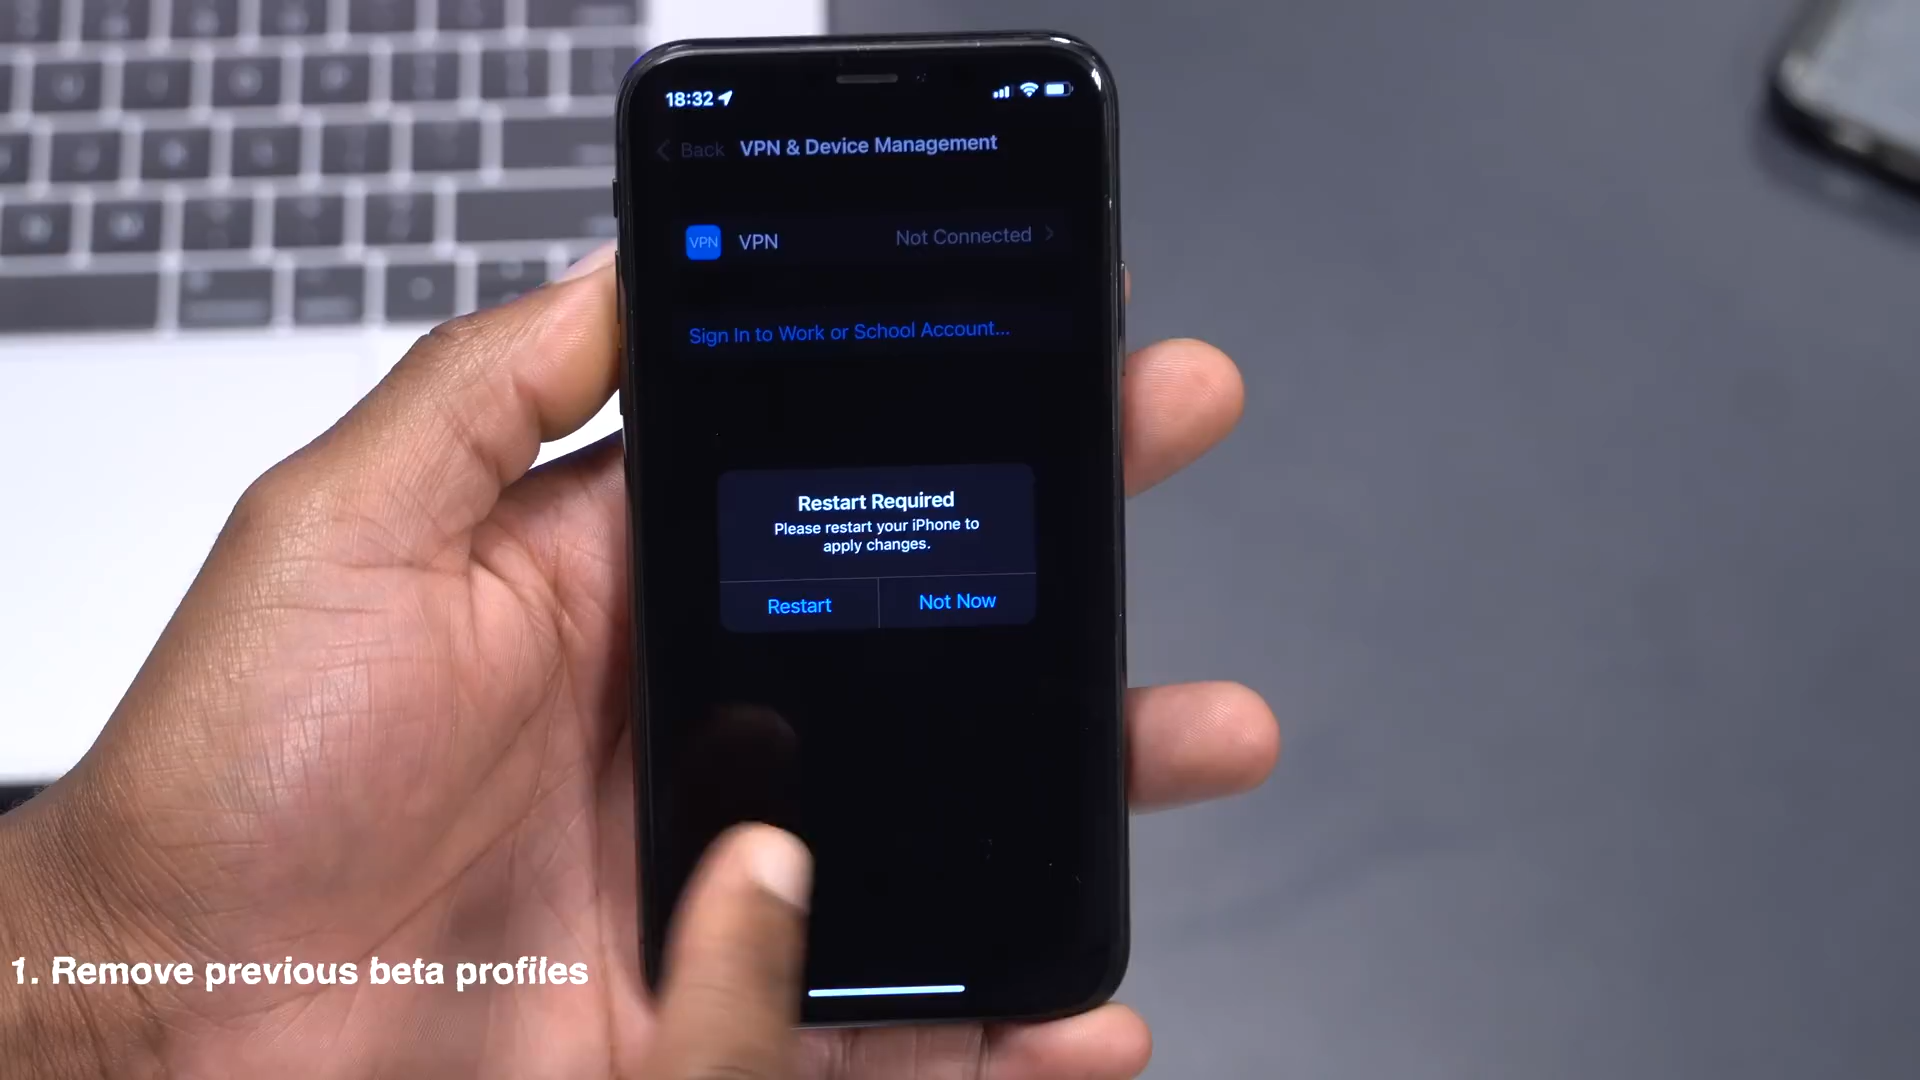 18:32
Back
VPN & Device Management
VPN
VPN
Not Connected
Sign In to Work or School Account...
Restart Required
Please restart your iPhone to
apply changes.
Restart
Not Now
1. Remove previous beta profiles